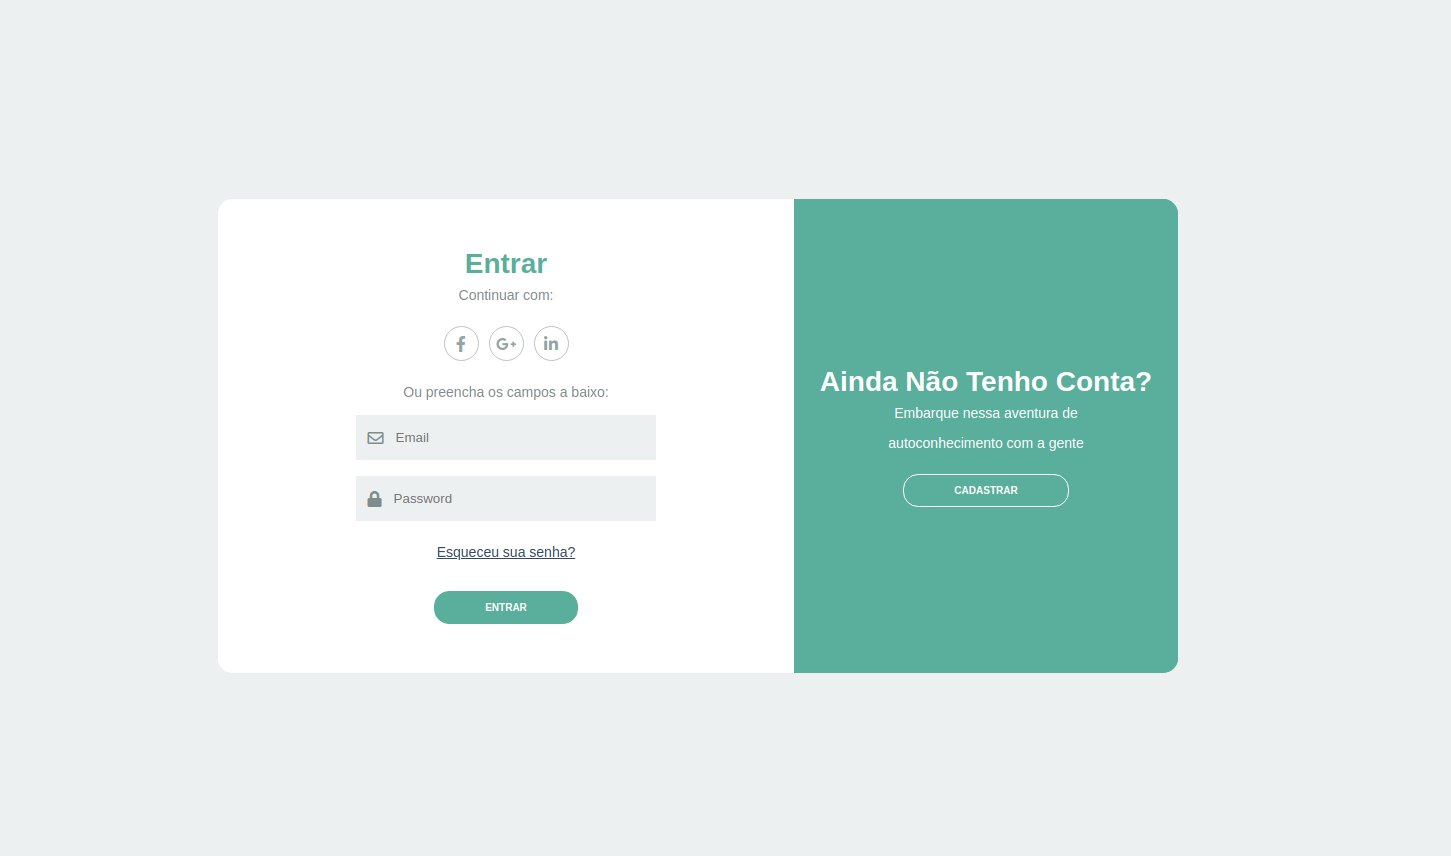 Entrar
Continuar com:
Ou preencha os campos a baixo:
Email
Password
Esqueceu sua senha?
ENTRAR
Ainda Não Tenho Conta?
Embarque nessa aventura de
autoconhecimento com a gente
CADASTRAR